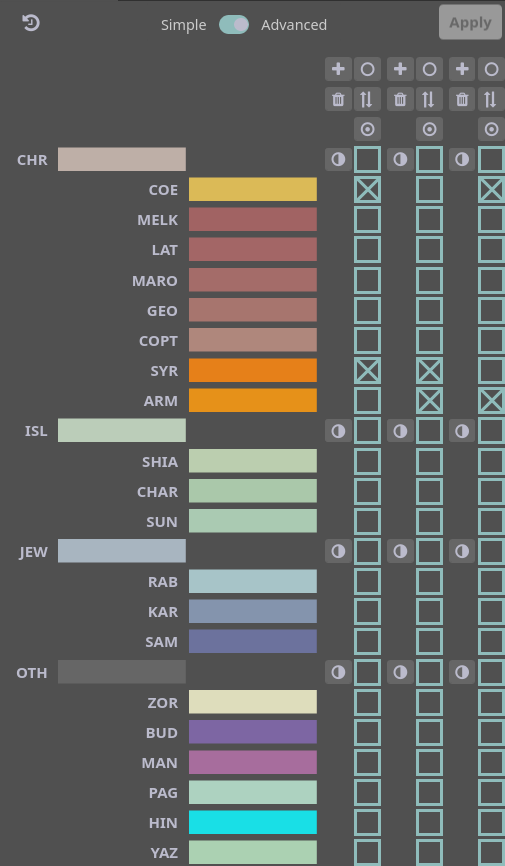 Simple Advanced Apply
CHR
COE
MELK
LAT
MARO
GEO
COPT
SYR
ARM
ISL
SHIA
CHAR
SUN
JEW
RAB
KAR
SAM
OTH
ZOR
BUD
MAN
PAG
HIN
YAZ